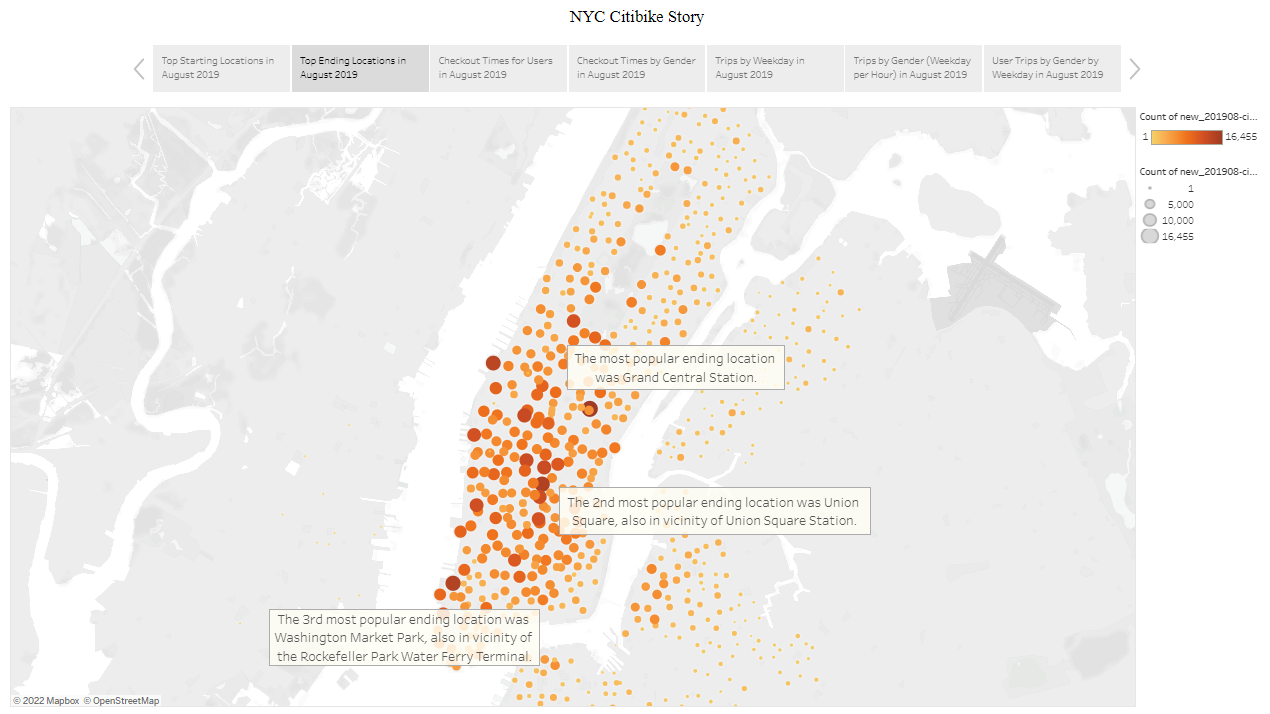 NYC Citibike Story
Top Starting Locations in
August 2019
Top Ending Locations in
August 2019
Checkout Times for Users
in August 2019
Checkout Times by Gender
in August 2019
Trips by Weekday in
August 2019
Trips by Gender (Weekday
per Hour) in August 2019
User Trips by Gender by
Weekday in August 2019
Count of new_201908-ci...
1 16,455
Count of new_201908-ci...
1
5,000
10,000
16,455
The most popular ending location
was Grand Central Station.
The 2nd most popular ending location was Union
Square, also in vicinity of Union Square Station.
The 3rd most popular ending location was
Washington Market Park, also in vicinity of
the Rockefeller Park Water Ferry Terminal.
© 2022 Mapbox © OpenStreetMap